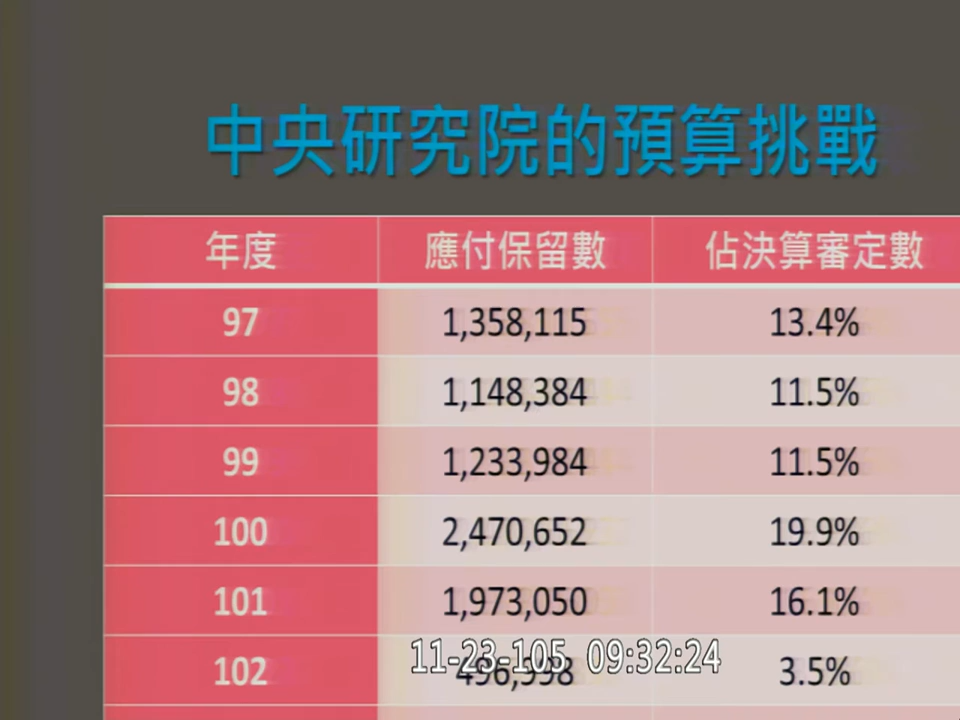 中央研究院的預算挑戰
年度 應付保留數 佔決算審定數
97 1,358,115 13.4%
98 1,148,384 11.5%
99 1,233,984 11.5%
100 2,470,652 19.9%
101 1,973,050 16.1%
11-23-105 09:32:24
102 496,998 3.5%